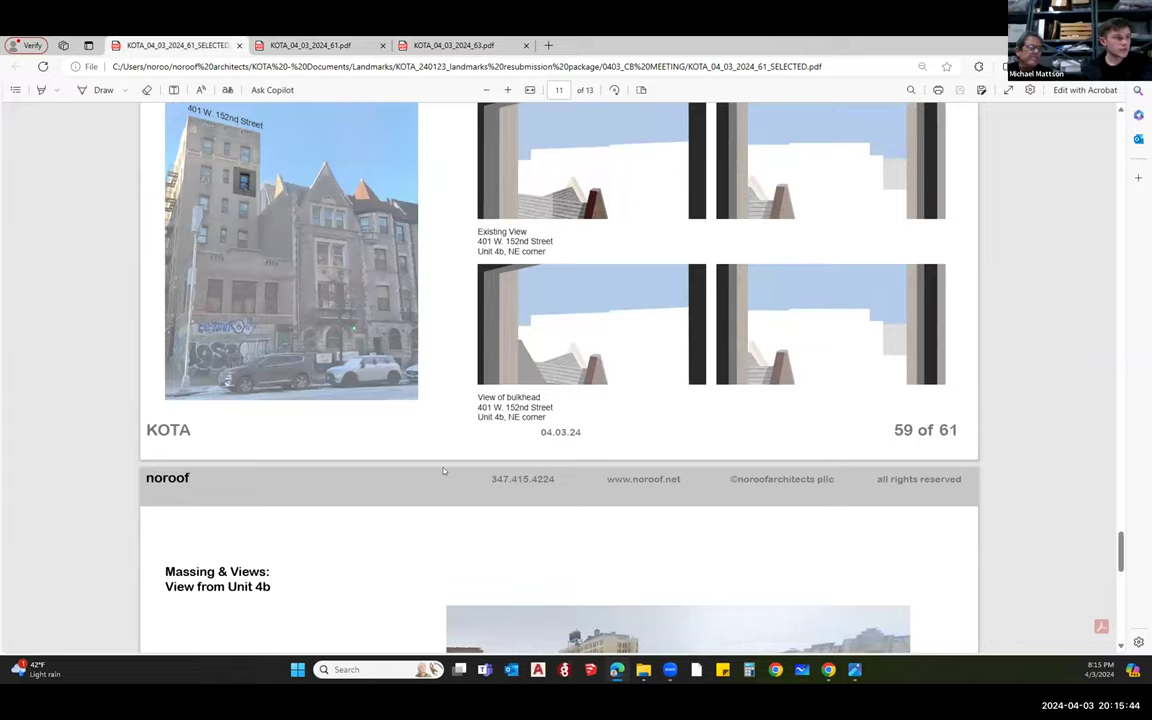 Verify
KOTA_04_03_2024_61_SELECTED
KOTA_04_03_2024_61.pdf
KOTA_04_03_2024_63.pdf
Michael Mattson
File
C:/Users/noroo/noroof architects/KOTA%20-%20Documents/Landmarks/KOTA_240123_landmarks resubmission package/0403_CB%20MEETING/KOTA_04_03_2024_61_SELECTED.pdf
Draw
Ask Copilot
11
of 13
Edit with Acrobat
401 W. 152nd Street
Existing View
401 W. 152nd Street
Unit 4b, NE corner
View of bulkhead
401 W. 152nd Street
Unit 4b, NE corner
KOTA
04.03.24
59 of 61
noroof
347.415.4224
www.noroof.net
©noroofarchitects pllc
all rights reserved
Massing & Views:
View from Unit 4b
1
42°F
Light rain
Search
8:15 PM
4/3/2024
2024-04-03 20:15:44